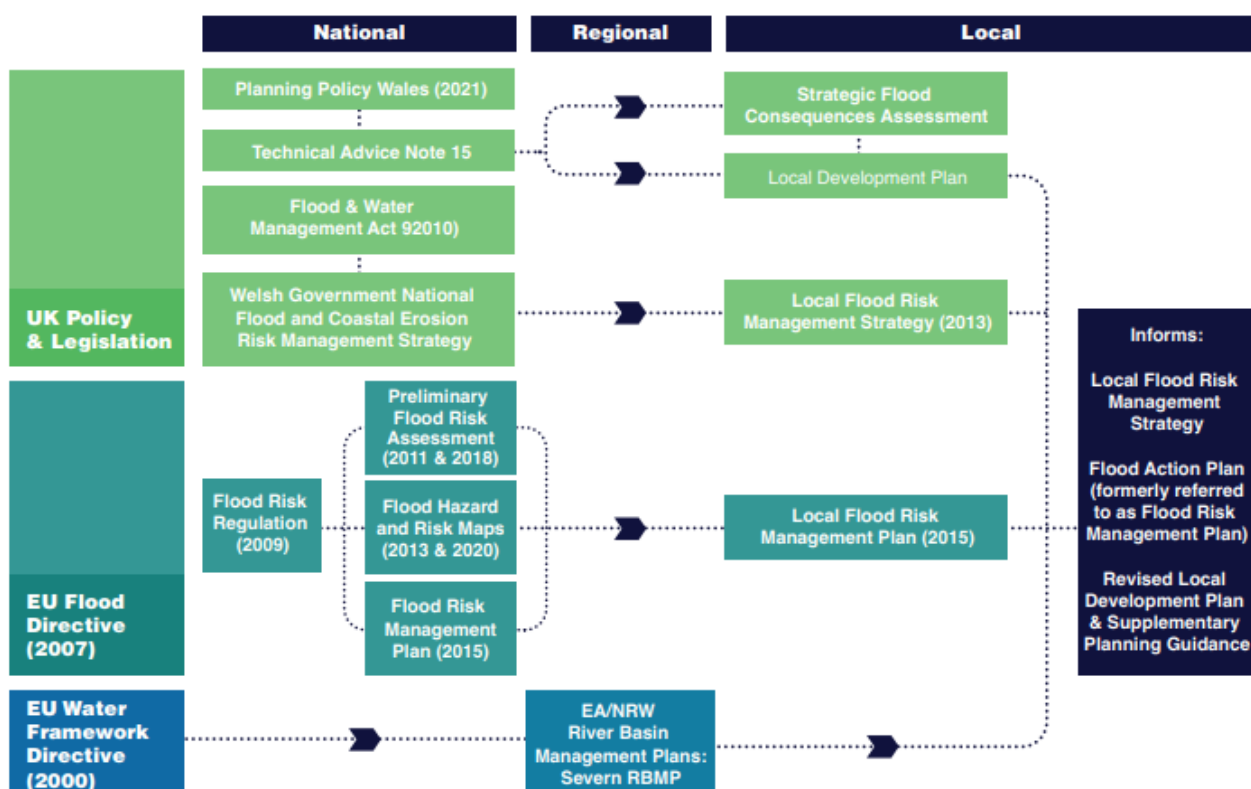 National
Regional
Local
UK Policy
& Legislation
Planning Policy Wales (2021)
Technical Advice Note 15
Flood & Water
Management Act 92010)
Welsh Government National
Flood and Coastal Erosion
Risk Management Strategy
Strategic Flood
Consequences Assessment
Local Development Plan
Local Flood Risk
Management Strategy (2013)
EU Flood
Directive
(2007)
Flood Risk
Regulation
(2009)
Preliminary
Flood Risk
Assessment
(2011 & 2018)
Flood Hazard
and Risk Maps
(2013 & 2020)
Flood Risk
Management
Plan (2015)
Local Flood Risk
Management Plan (2015)
EU Water
Framework
Directive
(2000)
EA/NRW
River Basin
Management Plans:
Severn RBMP
Informs:
Local Flood Risk
Management
Strategy
Flood Action Plan
(formerly referred
to as Flood Risk
Management Plan)
Revised Local
Development Plan
& Supplementary
Planning Guidance